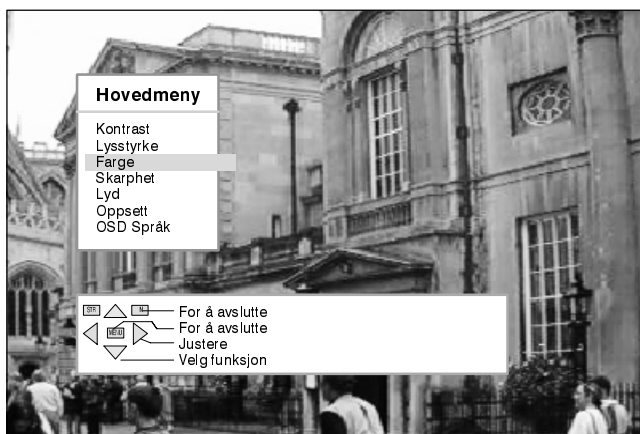 Hovedmeny
Kontrast
Lysstyrke
Farge
Skarphet
Lyd
Oppsett
OSD Språk
STR N For å avslutte
MENU For å avslutte
Justere
Velg funksjon